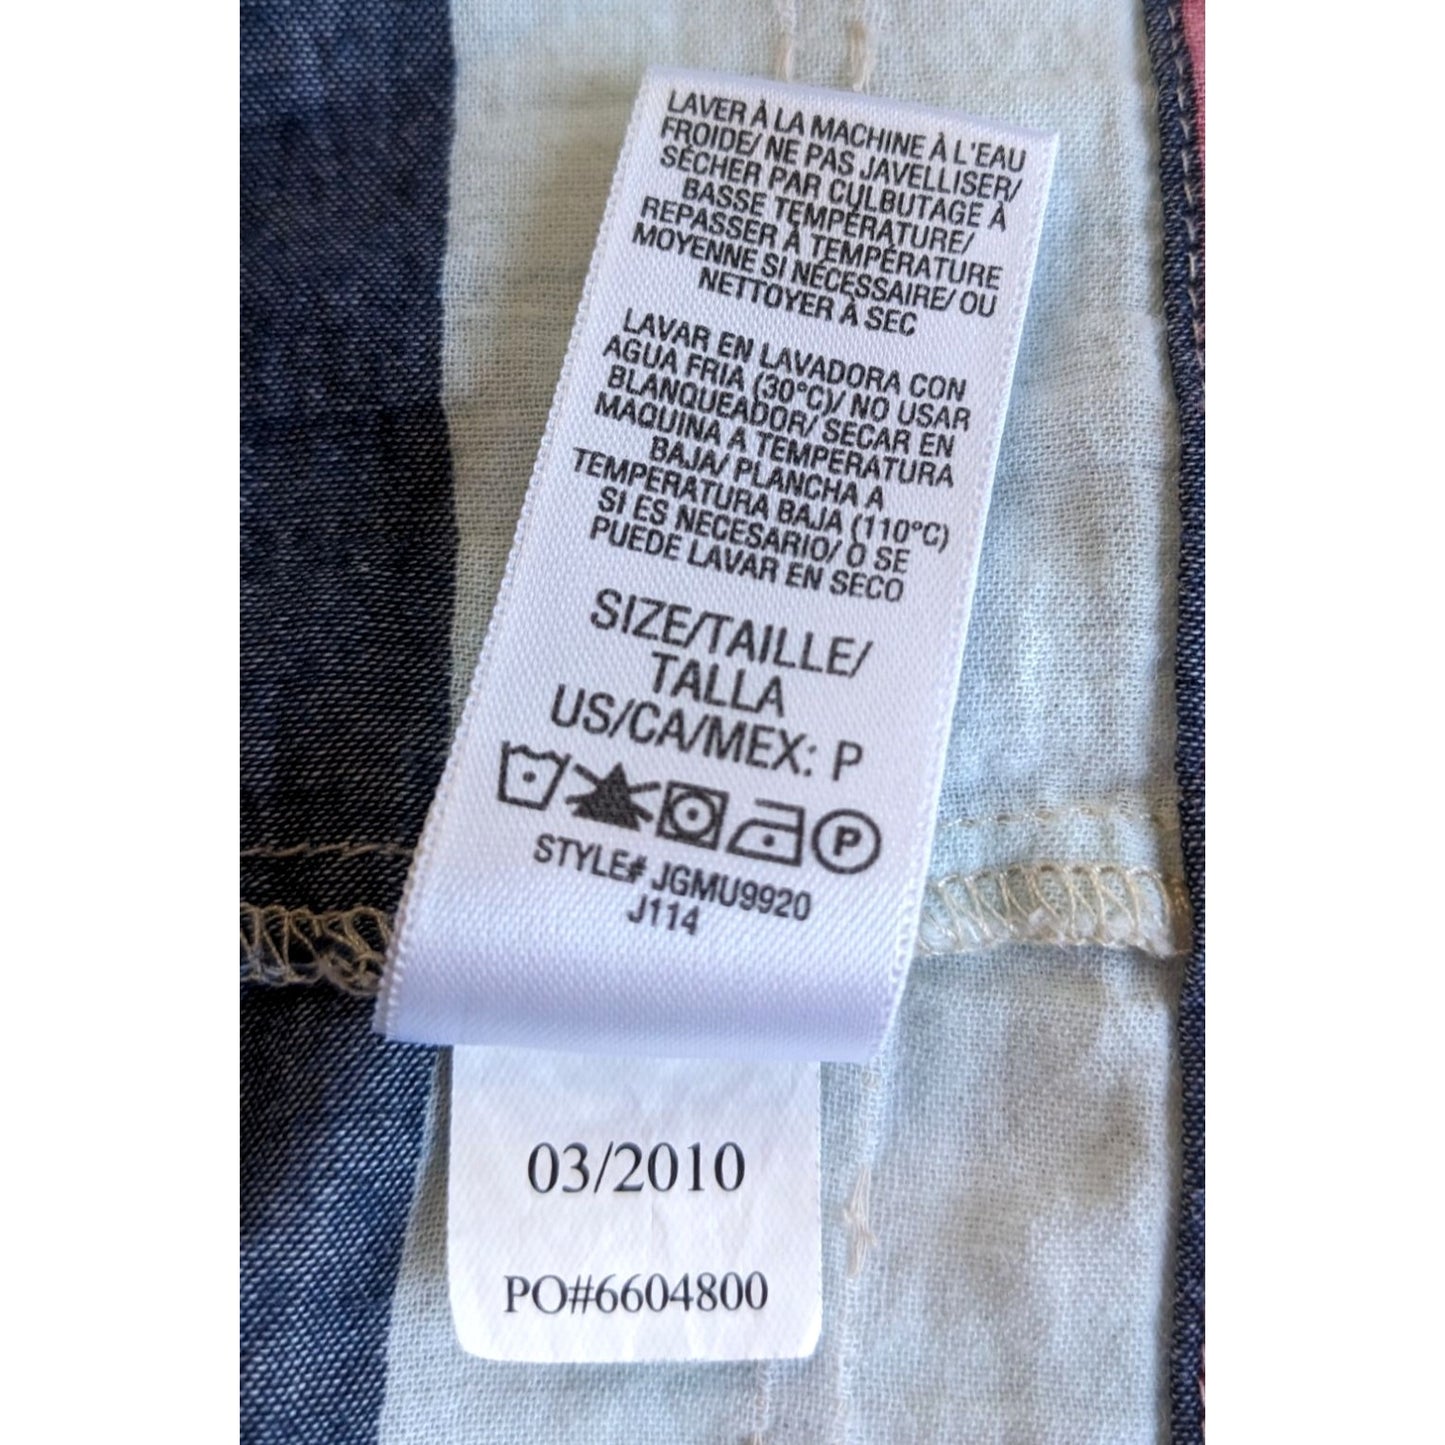 LAVER À LA MACHINE À L'EAU
FROIDE/ NE PAS JAVELLISER/
SÉCHER PAR CULBUTAGE À
BASSE TEMPÉRATURE/
REPASSER À TEMPÉRATURE
MOYENNE SI NÉCESSAIRE/ OU
NETTOYER À SEC
LAVAR EN LAVADORA CON
AGUA FRIA (30°C)/ NO USAR
BLANQUEADOR/ SECAR EN
MAQUINA A TEMPERATURA
BAJA/ PLANCHA A
TEMPERATURA BAJA (110°C)
SI ES NECESARIO/ O SE
PUEDE LAVAR EN SECO
SIZE/TAILLE/
TALLA
US/CA/MEX: P
P
STYLE# JGMU9920
J114
03/2010
PO#6604800